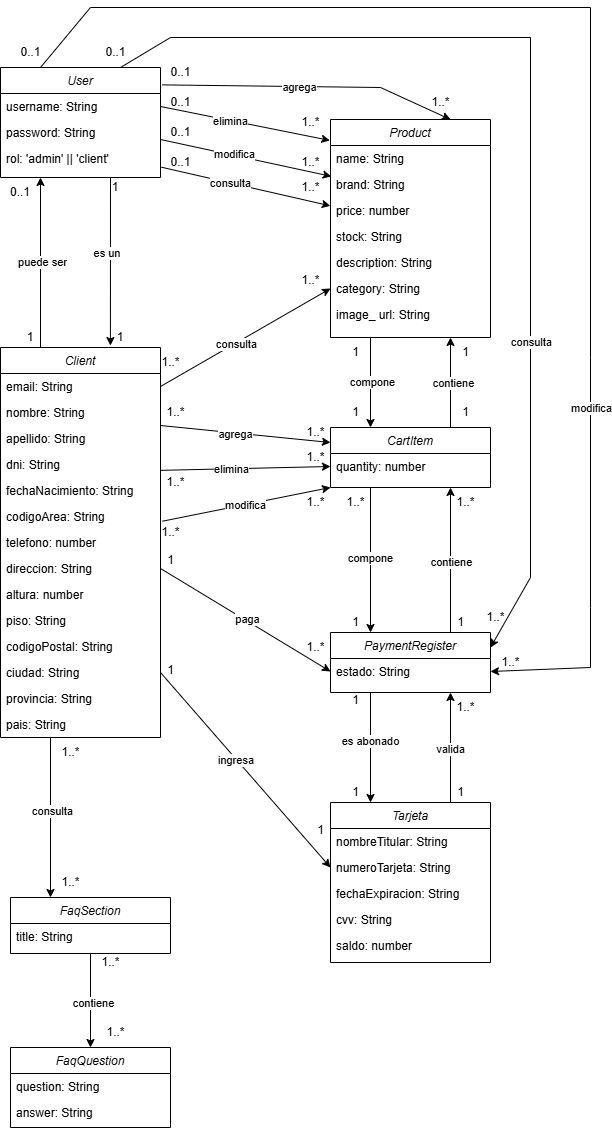 0..1
0..1
User
username: String
password: String
rol: 'admin' || 'client'
0..1
agrega
1..*
0..1
elimina
1..*
0..1
modifica
1..*
0..1
consulta
1..*
Product
name: String
brand: String
price: number
stock: String
description: String
category: String
image_ url: String
0..1
1
puede ser
es un
1
1
1..*
consulta
1..*
consulta
modifica
Client
email: String
nombre: String
apellido: String
dni: String
fechaNacimiento: String
codigoArea: String
telefono: number
direccion: String
altura: number
piso: String
codigoPostal: String
ciudad: String
provincia: String
pais: String
1
1
compone
contiene
1
1
1..*
agrega
1..*
elimina
1..*
1..*
modifica
1..*
1..*
CartItem
quantity: number
1..*
1..*
compone
contiene
1
1
1..*
1
paga
1..*
PaymentRegister
estado: String
1..*
1
1..*
es abonado
valida
1
1
1
ingresa
1
Tarjeta
nombreTitular: String
numeroTarjeta: String
fechaExpiracion: String
cvv: String
saldo: number
1..*
consulta
1..*
FaqSection
title: String
1..*
contiene
1..*
FaqQuestion
question: String
answer: String